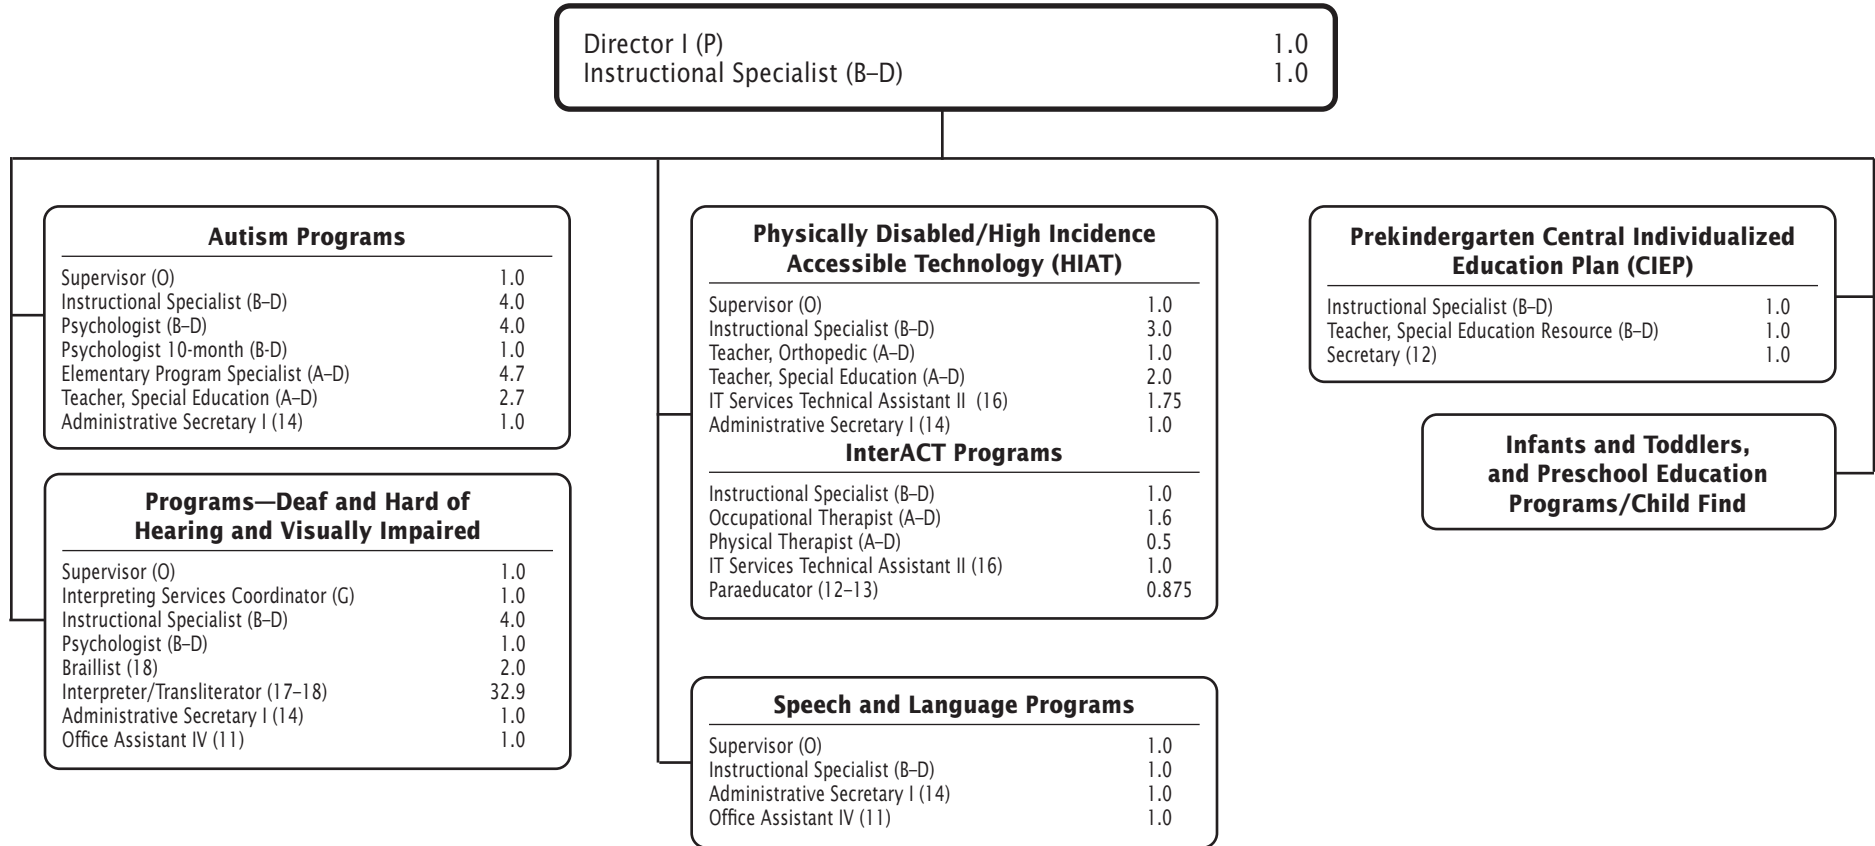 Director I (P) 1.0
Instructional Specialist (B–D) 1.0
Autism Programs
Supervisor (O) 1.0
Instructional Specialist (B–D) 4.0
Psychologist (B–D) 4.0
Psychologist 10-month (B-D) 1.0
Elementary Program Specialist (A–D) 4.7
Teacher, Special Education (A–D) 2.7
Administrative Secretary I (14) 1.0
Programs—Deaf and Hard of
Hearing and Visually Impaired
Supervisor (O) 1.0
Interpreting Services Coordinator (G) 1.0
Instructional Specialist (B–D) 4.0
Psychologist (B–D) 1.0
Braillist (18) 2.0
Interpreter/Transliterator (17–18) 32.9
Administrative Secretary I (14) 1.0
Office Assistant IV (11) 1.0
Physically Disabled/High Incidence
Accessible Technology (HIAT)
Supervisor (O) 1.0
Instructional Specialist (B–D) 3.0
Teacher, Orthopedic (A–D) 1.0
Teacher, Special Education (A–D) 2.0
IT Services Technical Assistant II (16) 1.75
Administrative Secretary I (14) 1.0
InterACT Programs
Instructional Specialist (B–D) 1.0
Occupational Therapist (A–D) 1.6
Physical Therapist (A–D) 0.5
IT Services Technical Assistant II (16) 1.0
Paraeducator (12–13) 0.875
Speech and Language Programs
Supervisor (O) 1.0
Instructional Specialist (B–D) 1.0
Administrative Secretary I (14) 1.0
Office Assistant IV (11) 1.0
Prekindergarten Central Individualized
Education Plan (CIEP)
Instructional Specialist (B–D) 1.0
Teacher, Special Education Resource (B–D) 1.0
Secretary (12) 1.0
Infants and Toddlers,
and Preschool Education
Programs/Child Find